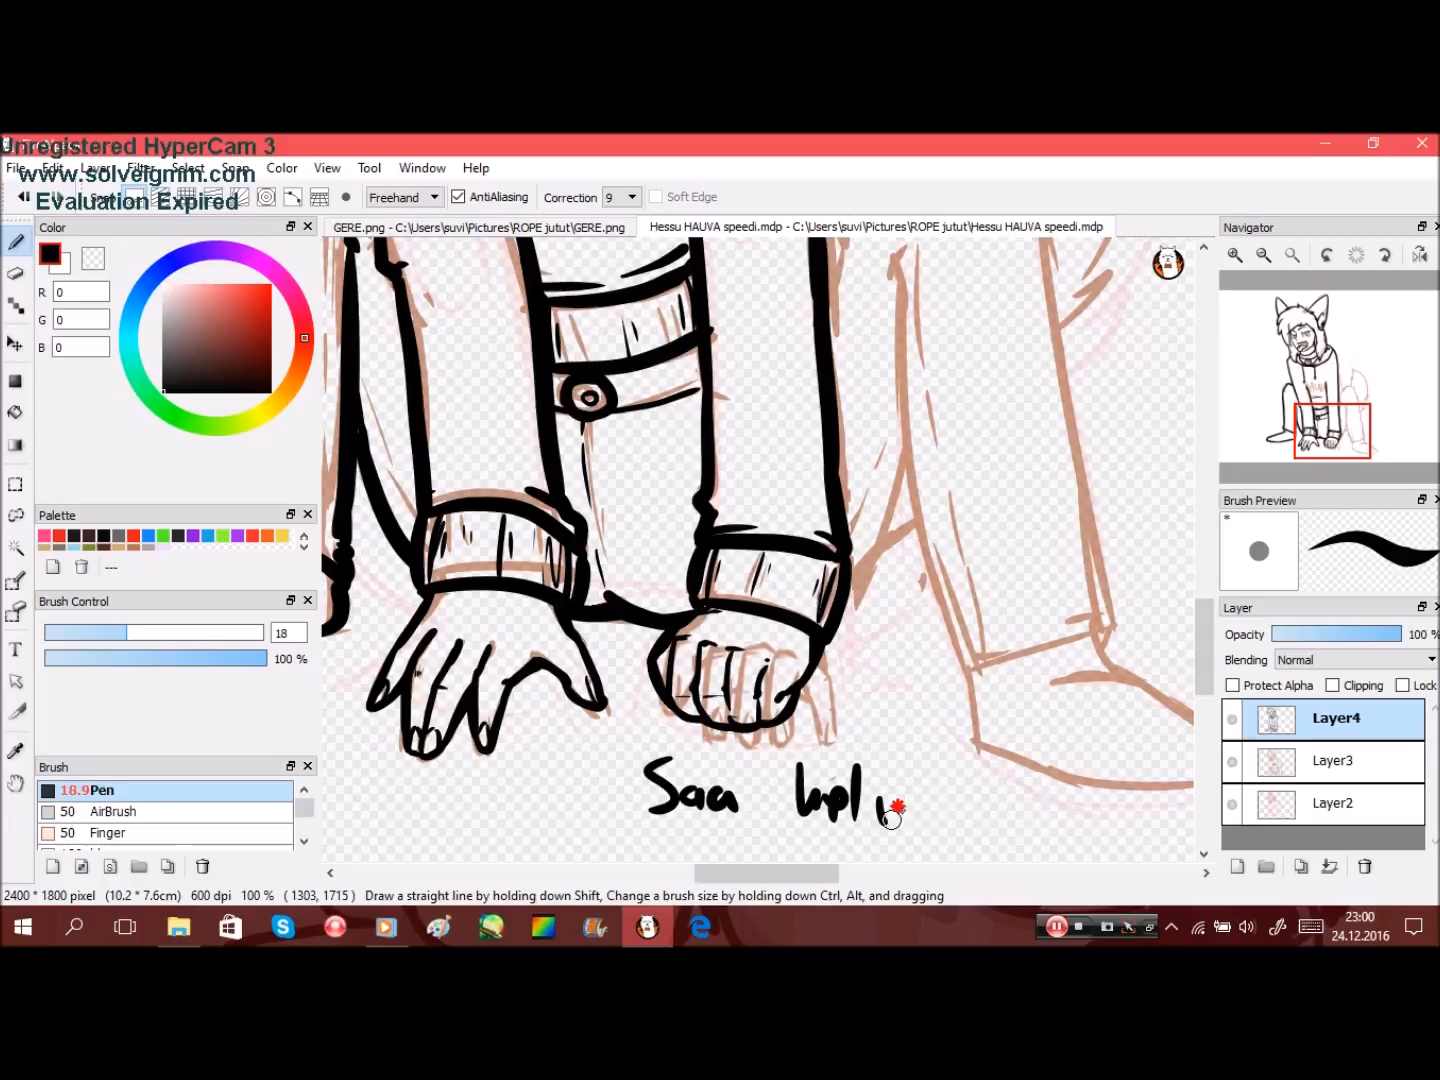 Unregistered HyperCam 3
www.solveigmm.com
Evaluation Expired
File Edit Layer Filter Select Snap Color View Tool Window Help
Snap
Freehand AntiAliasing Correction 9 Soft Edge
Color
GERE.png - C:\Users\suvi\Pictures\ROPE jutut\GERE.png
Hessu HAUVA speedi.mdp - C:\Users\suvi\Pictures\ROPE jutut\Hessu HAUVA speedi.mdp
Navigator
R 0
G 0
B 0
Palette
---
Brush Preview
*
Brush Control
18
100 %
Layer
Opacity 100 %
Blending Normal
Protect Alpha Clipping Lock
Layer4
Layer3
Layer2
Brush
18.9 Pen
50 AirBrush
50 Finger
2400 * 1800 pixel (10.2 * 7.6cm) 600 dpi 100 % ( 1303, 1715 ) Draw a straight line by holding down Shift, Change a brush size by holding down Ctrl, Alt, and dragging
23:00
24.12.2016